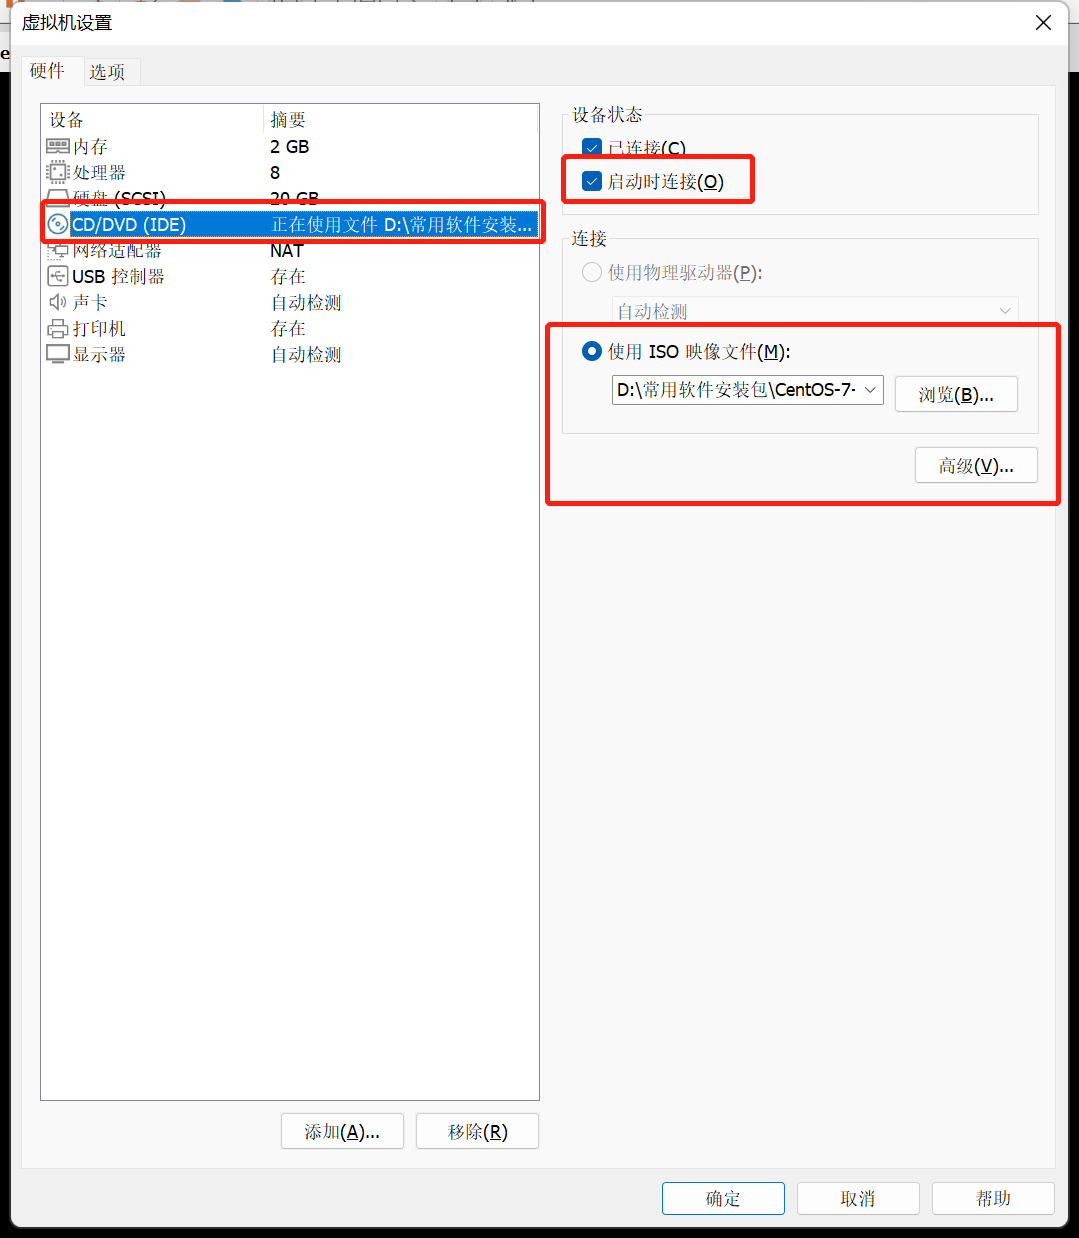 虚拟机设置
e
硬件 选项
设备 摘要
内存 2 GB
处理器 8
硬盘 (SCSI) 20 GB
CD/DVD (IDE) 正在使用文件 D:\常用软件安装...
网络适配器 NAT
USB 控制器 存在
声卡 自动检测
打印机 存在
显示器 自动检测
添加(A)... 移除(R)
设备状态
已连接(C)
启动时连接(O)
连接
使用物理驱动器(P):
自动检测
使用 ISO 映像文件(M):
D:\常用软件安装包\CentOS-7- 浏览(B)...
高级(V)...
确定 取消 帮助